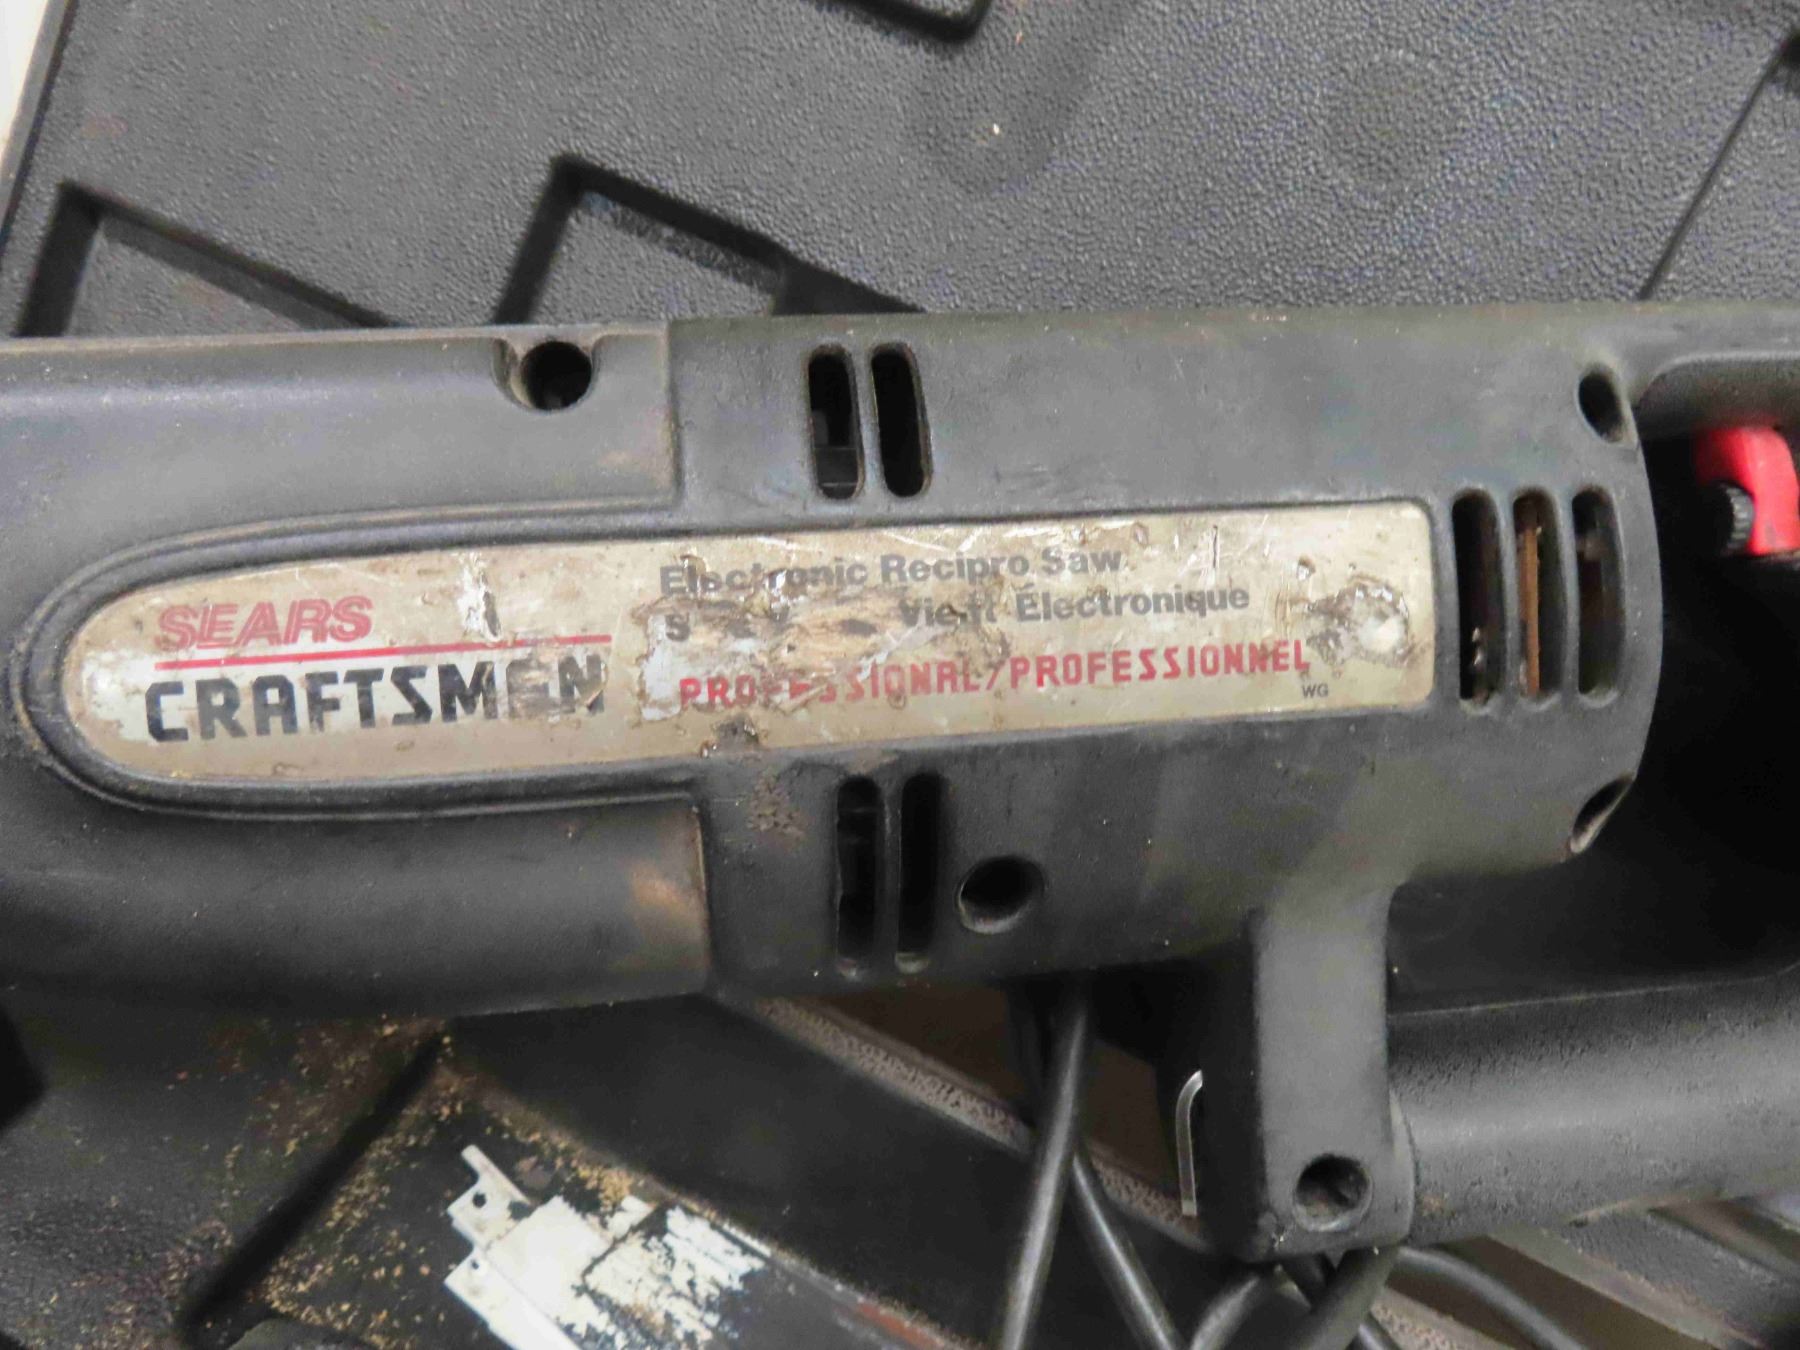 SEARS
CRAFTSMAN
Electronic Recipro Saw
Électronique
PROFESSIONAL/PROFESSIONNEL
WG